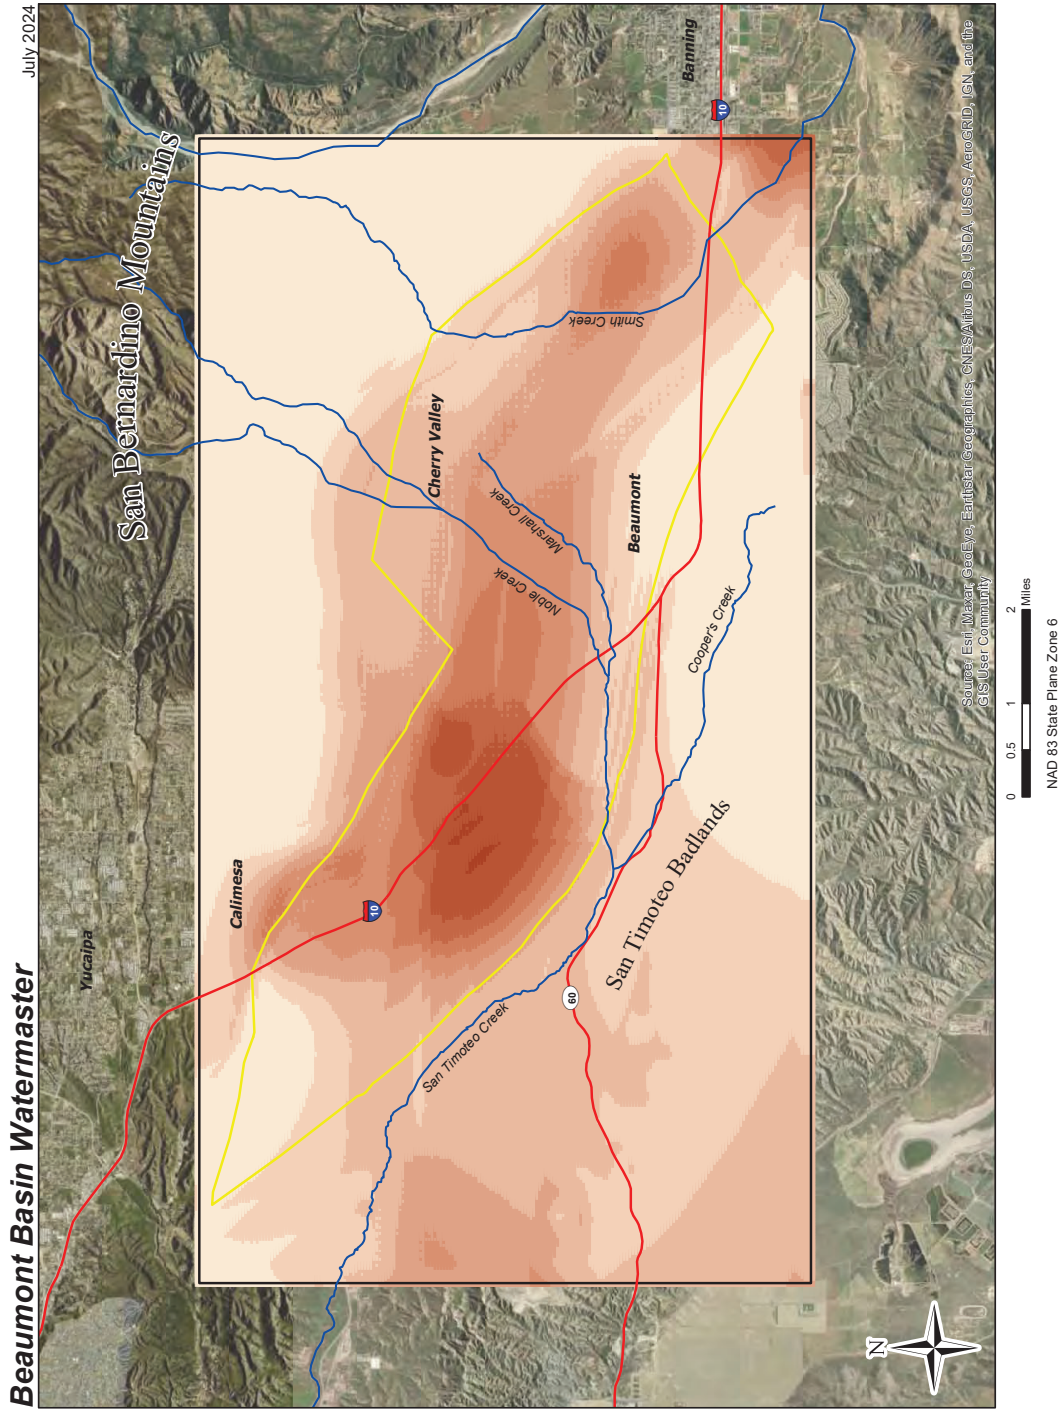 Beaumont Basin Watermaster
July 2024
San Bernardino Mountains
Yucaipa
Calimesa
Cherry Valley
Banning
10
10
Smith Creek
Marshall Creek
Noble Creek
Beaumont
Cooper's Creek
San Timoteo Creek
60
San Timoteo Badlands
N
Source: Esri, Maxar, GeoEye, Earthstar Geographics, CNES/Airbus DS, USDA, USGS, AeroGRID, IGN, and the
GIS User Community
0 0.5 1 2
Miles
NAD 83 State Plane Zone 6